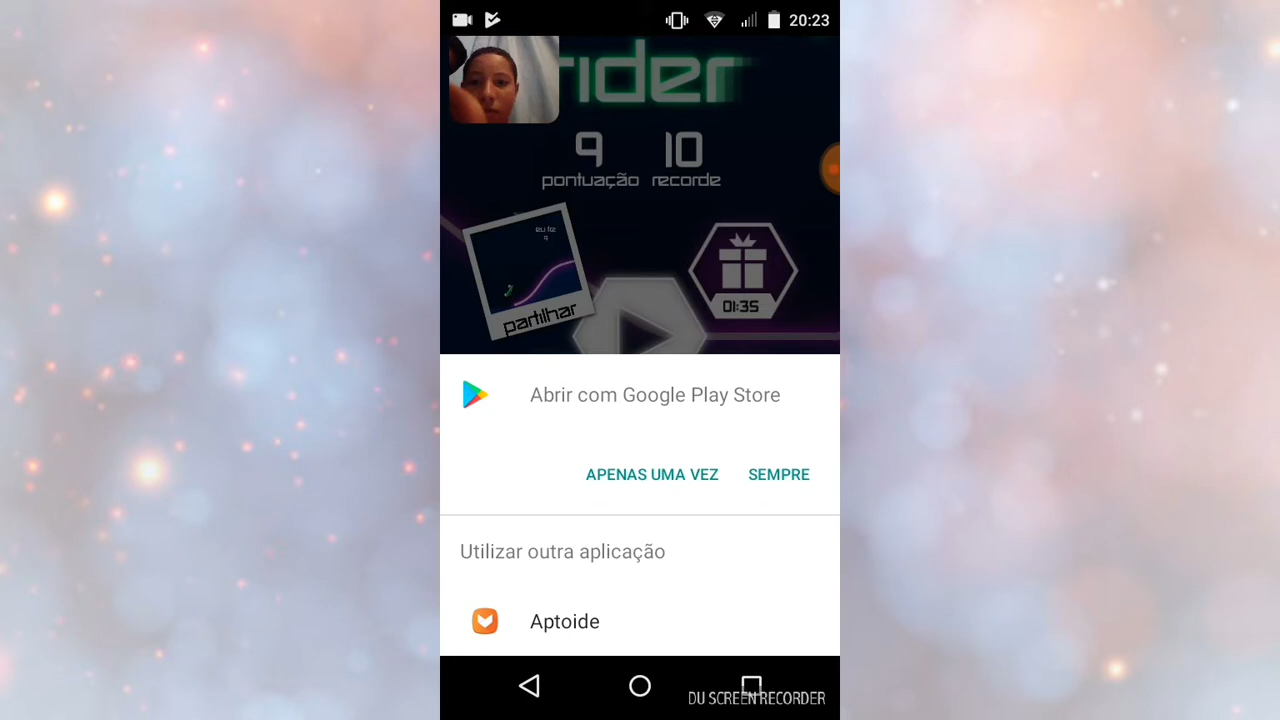 20:23
rider
9 10
pontuação recorde
eu fiz
9
partilhar
01:35
Abrir com Google Play Store
APENAS UMA VEZ SEMPRE
Utilizar outra aplicação
Aptoide
DU SCREEN RECORDER